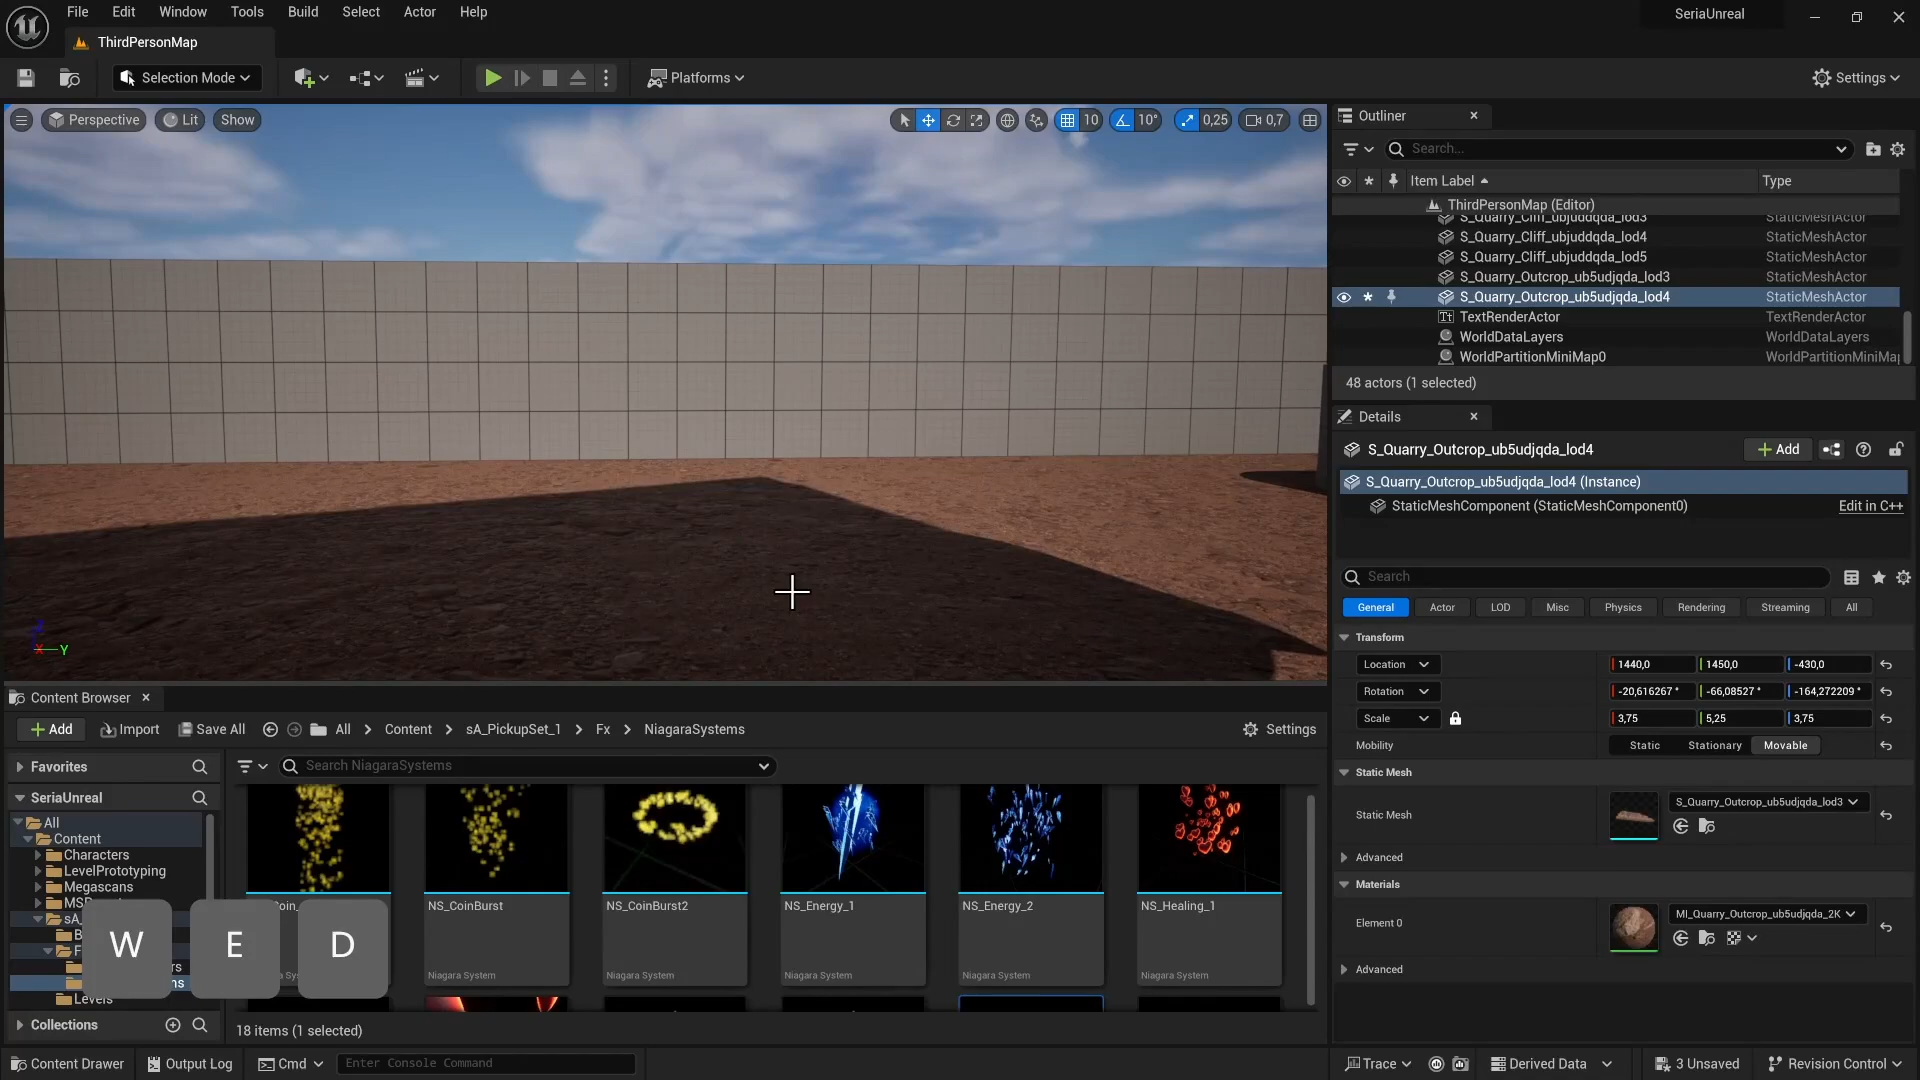 File Edit Window Tools Build Select Actor Help
SeriaUnreal
ThirdPersonMap
Selection Mode
Platforms
Settings
Perspective
Lit
Show
10
10°
0,25
0,7
Y
Outliner
Search...
Item Label
Type
ThirdPersonMap (Editor)
S_Quarry_Cliff_ubjuddqda_lod3 StaticMeshActor
S_Quarry_Cliff_ubjuddqda_lod4 StaticMeshActor
S_Quarry_Cliff_ubjuddqda_lod5 StaticMeshActor
S_Quarry_Outcrop_ub5udjqda_lod3 StaticMeshActor
S_Quarry_Outcrop_ub5udjqda_lod4 StaticMeshActor
TextRenderActor TextRenderActor
WorldDataLayers WorldDataLayers
WorldPartitionMiniMap0 WorldPartitionMiniMa
48 actors (1 selected)
Details
S_Quarry_Outcrop_ub5udjqda_lod4
Add
S_Quarry_Outcrop_ub5udjqda_lod4 (Instance)
StaticMeshComponent (StaticMeshComponent0)
Edit in C++
Search
General Actor LOD Misc Physics Rendering Streaming All
Transform
Location 1440,0 1450,0 -430,0
Rotation -20,616267 ° -66,08527 ° -164,272209 °
Scale 3,75 5,25 3,75
Mobility Static Stationary Movable
Static Mesh
Static Mesh
S_Quarry_Outcrop_ub5udjqda_lod3
Advanced
Materials
Element 0
MI_Quarry_Outcrop_ub5udjqda_2K
Advanced
Content Browser
Add
Import
Save All
All > Content > sA_PickupSet_1 > Fx > NiagaraSystems
Settings
Favorites
Search NiagaraSystems
SeriaUnreal
All
Content
Characters
LevelPrototyping
Megascans
Levels
Collections
W E D
NS_CoinBurst
Niagara System
NS_CoinBurst2
Niagara System
NS_Energy_1
Niagara System
NS_Energy_2
Niagara System
NS_Healing_1
Niagara System
18 items (1 selected)
Content Drawer
Output Log
Cmd
Enter Console Command
Trace
Derived Data
3 Unsaved
Revision Control